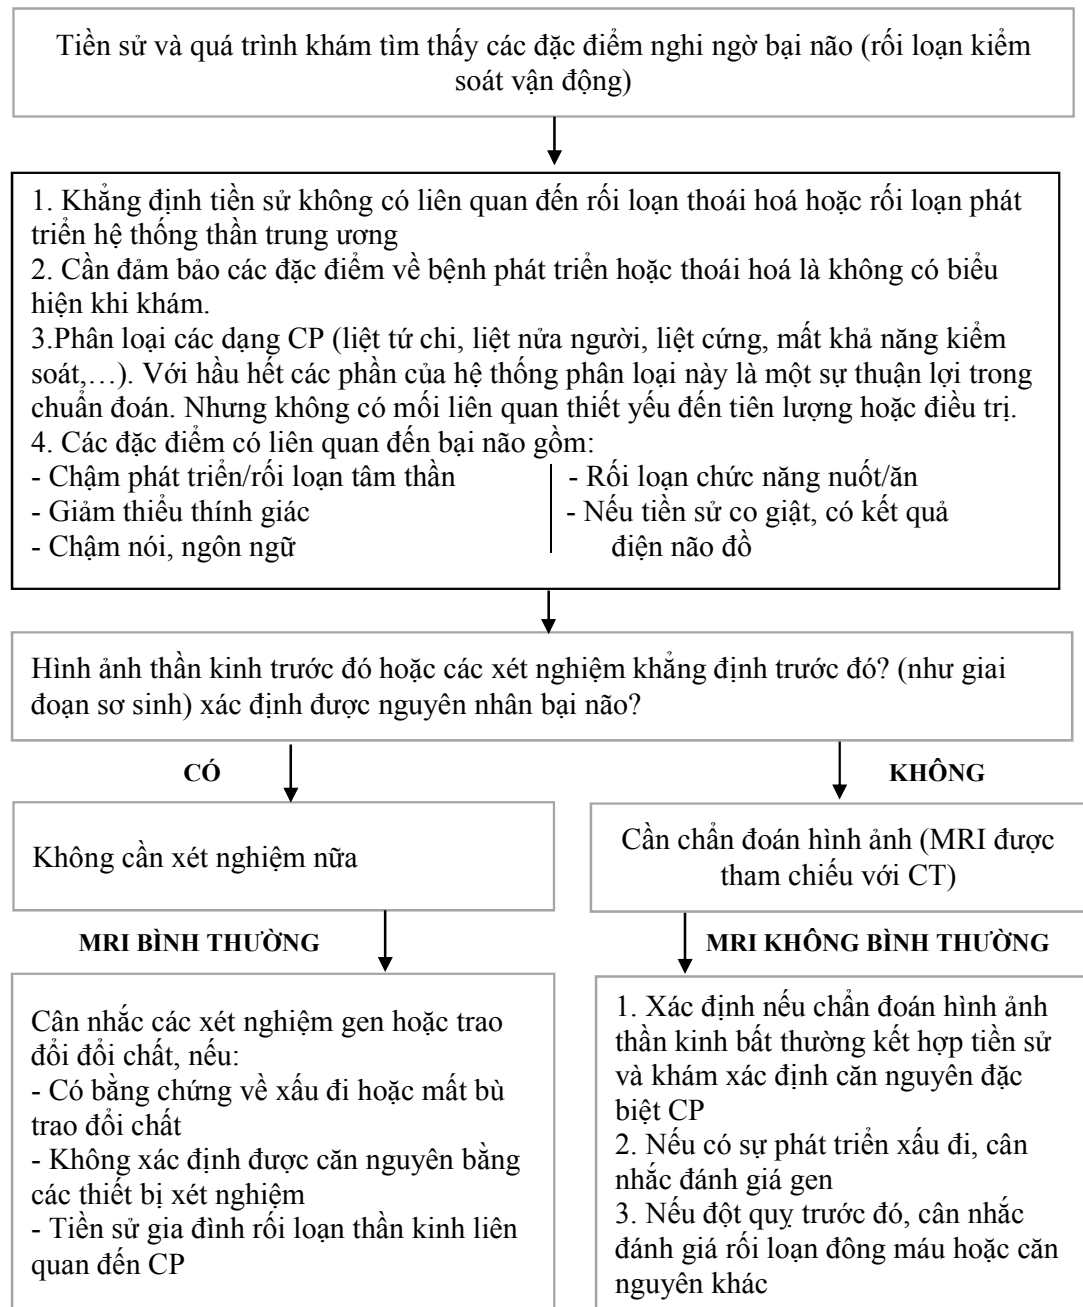 Tiền sử và quá trình khám tìm thấy các đặc điểm nghi ngờ bại não (rối loạn kiểm
soát vận động)
1. Khẳng định tiền sử không có liên quan đến rối loạn thoái hoá hoặc rối loạn phát
triển hệ thống thần trung ương
2. Cần đảm bảo các đặc điểm về bệnh phát triển hoặc thoái hoá là không có biểu
hiện khi khám.
3.Phân loại các dạng CP (liệt tứ chi, liệt nửa người, liệt cứng, mất khả năng kiểm
soát,…). Với hầu hết các phần của hệ thống phân loại này là một sự thuận lợi trong
chuẩn đoán. Nhưng không có mối liên quan thiết yếu đến tiên lượng hoặc điều trị.
4. Các đặc điểm có liên quan đến bại não gồm:
- Chậm phát triển/rối loạn tâm thần
- Giảm thiểu thính giác
- Chậm nói, ngôn ngữ
- Rối loạn chức năng nuốt/ăn
- Nếu tiền sử co giật, có kết quả
điện não đồ
Hình ảnh thần kinh trước đó hoặc các xét nghiệm khẳng định trước đó? (như giai
đoạn sơ sinh) xác định được nguyên nhân bại não?
CÓ
KHÔNG
Không cần xét nghiệm nữa
Cần chẩn đoán hình ảnh (MRI được
tham chiếu với CT)
MRI BÌNH THƯỜNG
MRI KHÔNG BÌNH THƯỜNG
Cân nhắc các xét nghiệm gen hoặc trao
đổi đổi chất, nếu:
- Có bằng chứng về xấu đi hoặc mất bù
trao đổi chất
- Không xác định được căn nguyên bằng
các thiết bị xét nghiệm
- Tiền sử gia đình rối loạn thần kinh liên
quan đến CP
1. Xác định nếu chẩn đoán hình ảnh
thần kinh bất thường kết hợp tiền sử
và khám xác định căn nguyên đặc
biệt CP
2. Nếu có sự phát triển xấu đi, cân
nhắc đánh giá gen
3. Nếu đột quỵ trước đó, cân nhắc
đánh giá rối loạn đông máu hoặc căn
nguyên khác